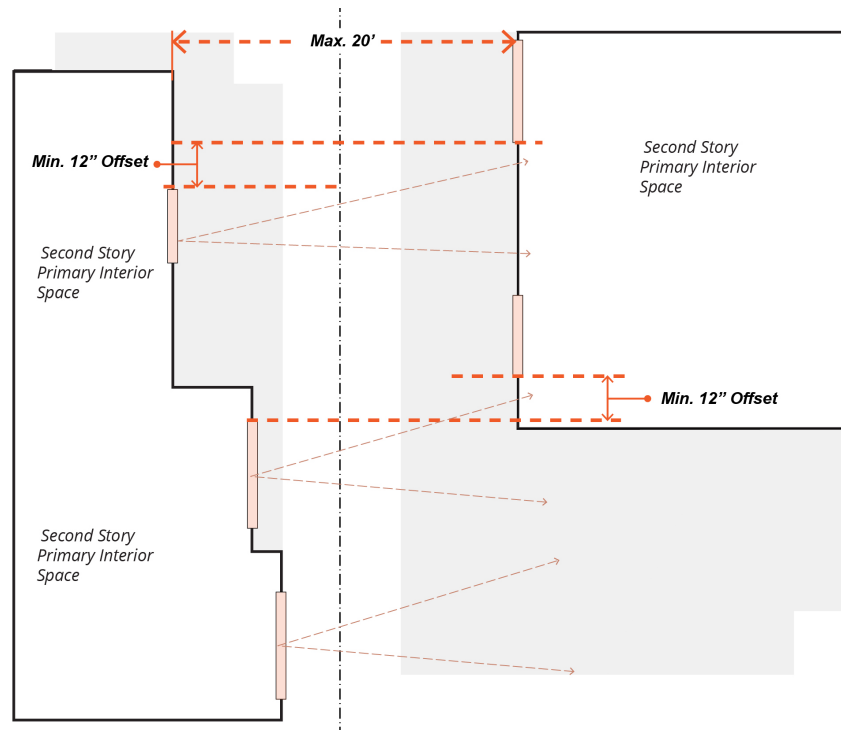 Max. 20’
Second Story
Primary Interior
Space
Min. 12” Offset
Second Story
Primary Interior
Space
Min. 12” Offset
Second Story
Primary Interior
Space